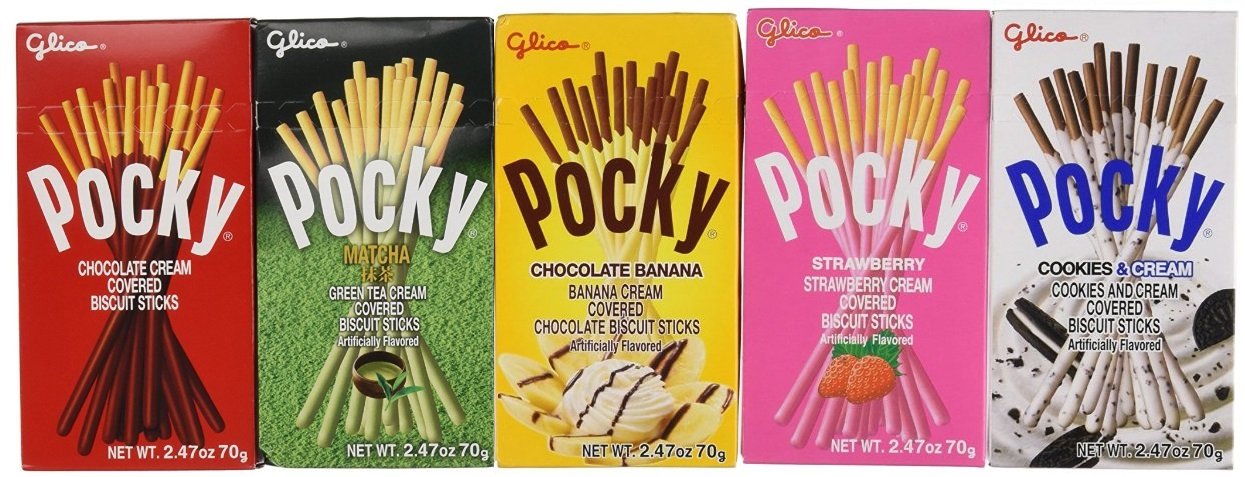 Glico®
Pocky®
CHOCOLATE CREAM
COVERED
BISCUIT STICKS
NET WT. 2.47oz 70g
Glico®
Pocky®
MATCHA
抹茶
GREEN TEA CREAM
COVERED
BISCUIT STICKS
Artificially Flavored
NET WT. 2.47oz 70g
Glico®
Pocky®
CHOCOLATE BANANA
BANANA CREAM
COVERED
CHOCOLATE BISCUIT STICKS
Artificially Flavored
NET WT. 2.47oz 70g
Glico®
Pocky®
STRAWBERRY
STRAWBERRY CREAM
COVERED
BISCUIT STICKS
Artificially Flavored
NET WT. 2.47oz 70g
Glico®
Pocky®
COOKIES & CREAM
COOKIES AND CREAM
COVERED
BISCUIT STICKS
Artificially Flavored
NET WT. 2.47oz 70g